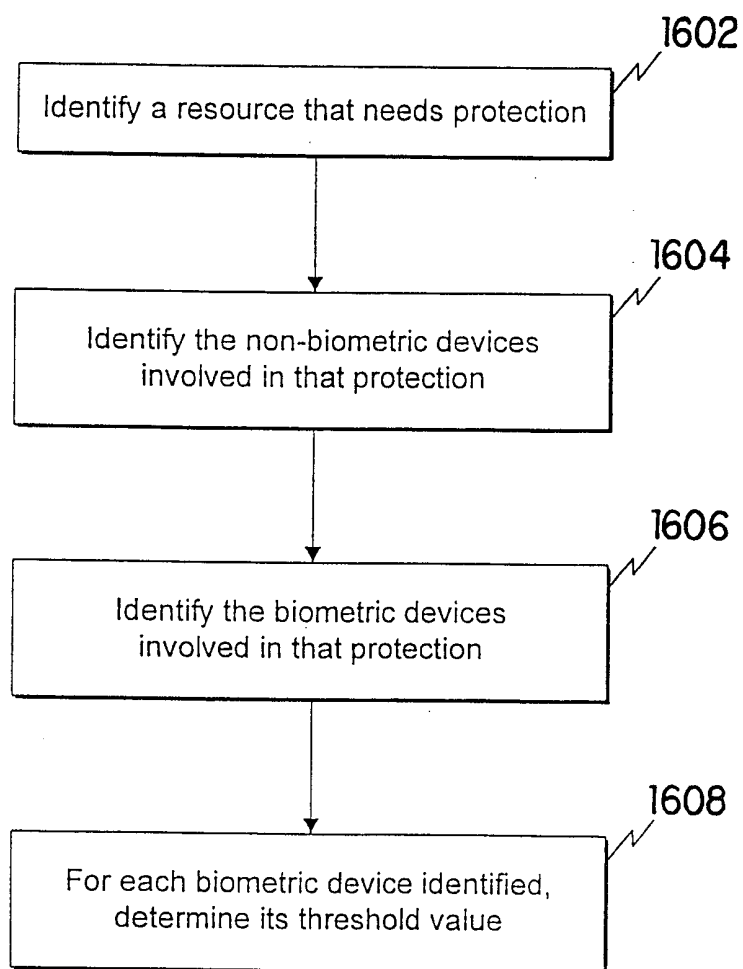 1602
Identify a resource that needs protection
1604
Identify the non-biometric devices
involved in that protection
1606
Identify the biometric devices
involved in that protection
1608
For each biometric device identified,
determine its threshold value